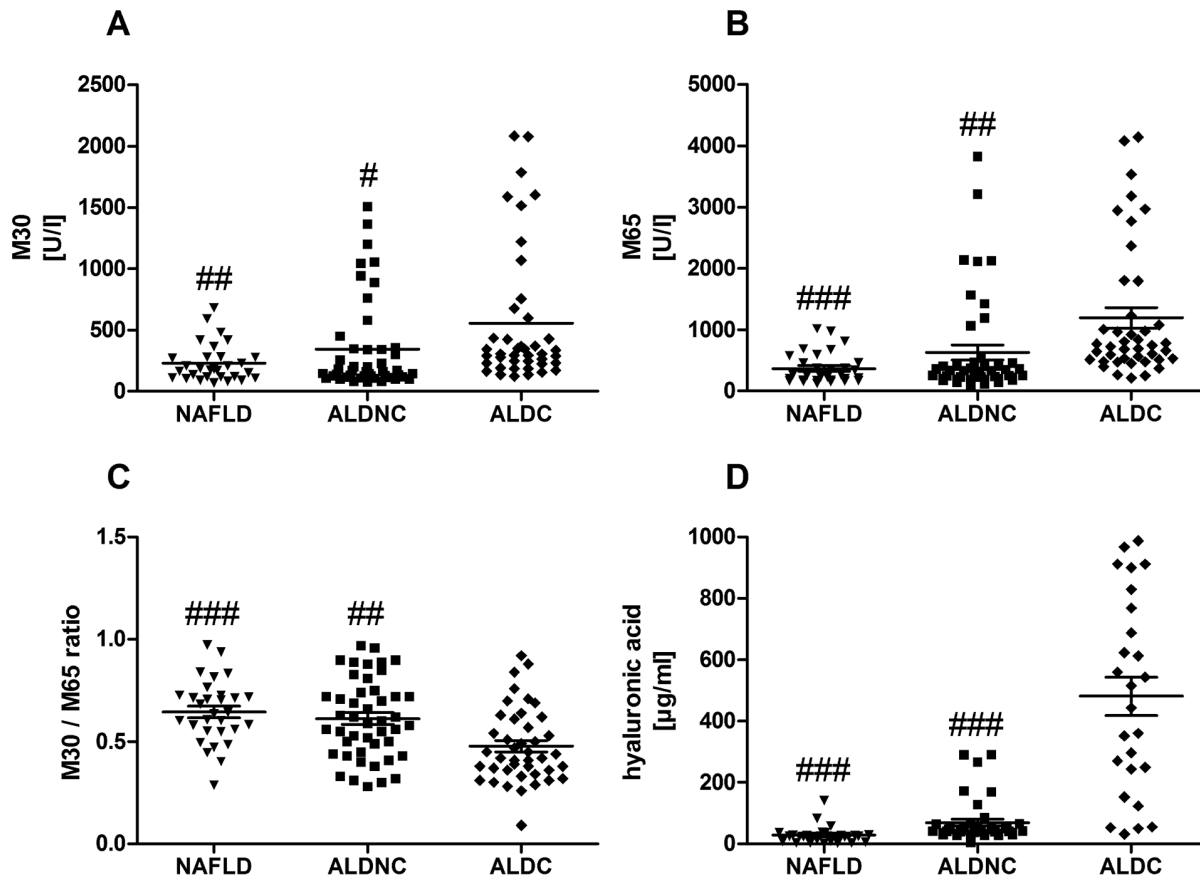 A
2500
2000
1500
1000
500
0
M30
[U/l]
##
#
NAFLD
ALDNC
ALDC
B
5000
4000
3000
2000
1000
0
M65
[U/l]
###
##
NAFLD
ALDNC
ALDC
C
1.5
1.0
0.5
0.0
M30 / M65 ratio
###
##
NAFLD
ALDNC
ALDC
D
1000
800
600
400
200
0
hyaluronic acid
[µg/ml]
###
###
NAFLD
ALDNC
ALDC